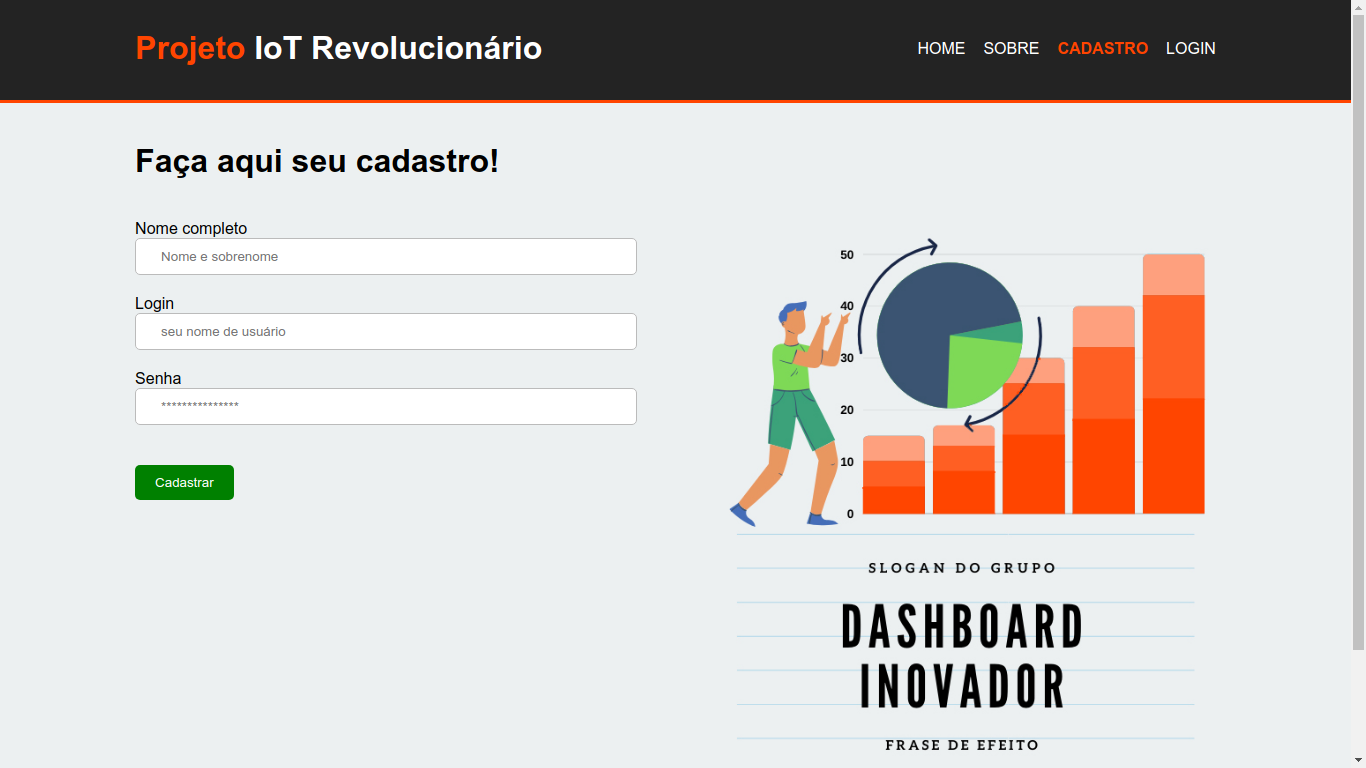 Projeto IoT Revolucionário
HOME SOBRE CADASTRO LOGIN
Faça aqui seu cadastro!
Nome completo
Nome e sobrenome
Login
seu nome de usuário
Senha
***************
Cadastrar
50
40
30
20
10
0
SLOGAN DO GRUPO
DASHBOARD
INOVADOR
FRASE DE EFEITO